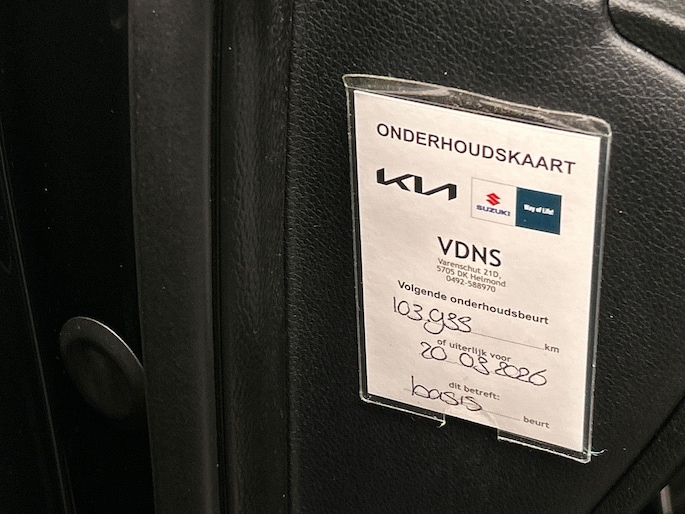 ONDERHOUDSKAART
KIA SUZUKI Way of Life!
VDNS
Varenschut 21D,
5705 DK Helmond
0492-588970
Volgende onderhoudsbeurt
103.933 km
of uiterlijk voor
20 03 2026
dit betreft:
basis beurt